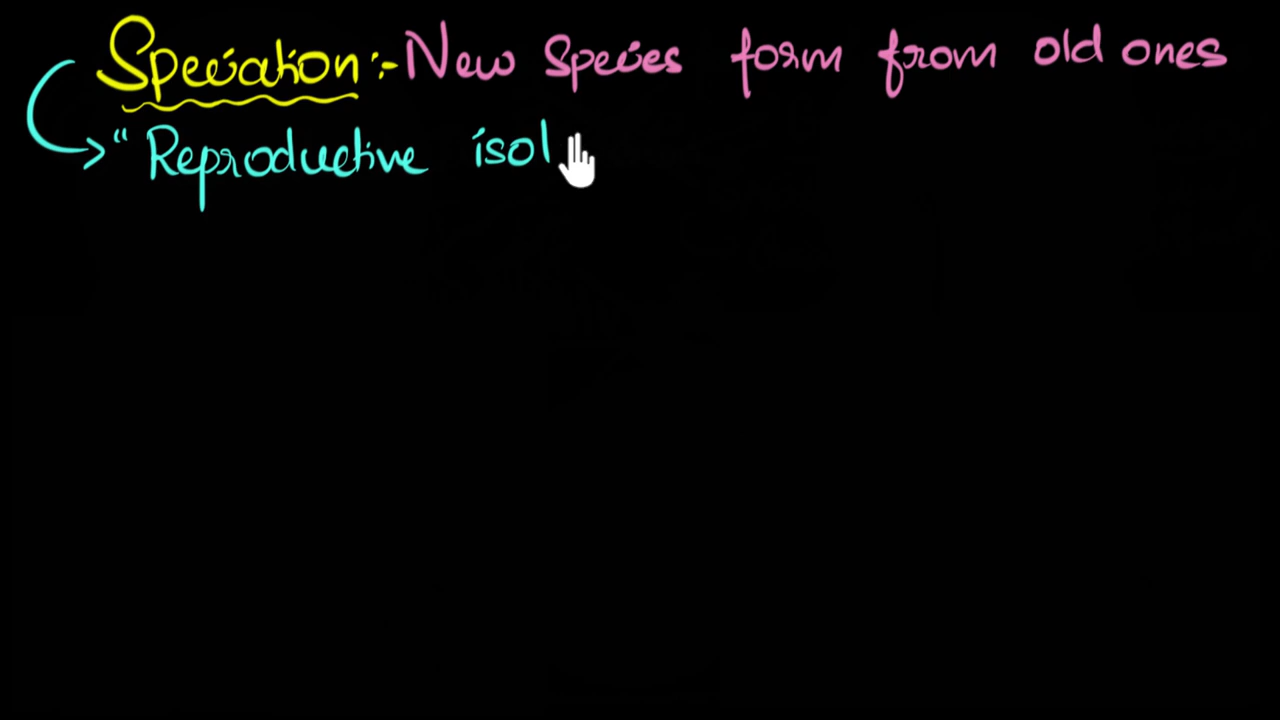 Speciation :- New Species form from old ones
→ "Reproductive isol